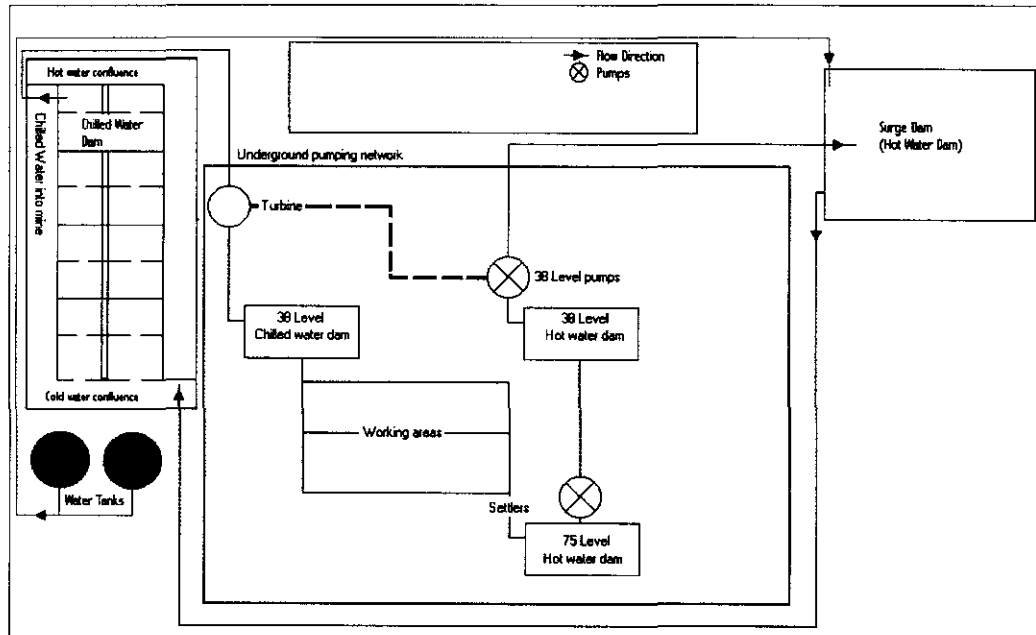 Flow Direction
Pumps
Hot water confluence
Chilled Water
Dam
Chilled Water into mine
Surge Dam
(Hot Water Dam)
Underground pumping network
Turbine
38 Level pumps
38 Level
Chilled water dam
38 Level
Hot water dam
Cold water confluence
Working areas
Water Tanks
Settlers
75 Level
Hot water dam